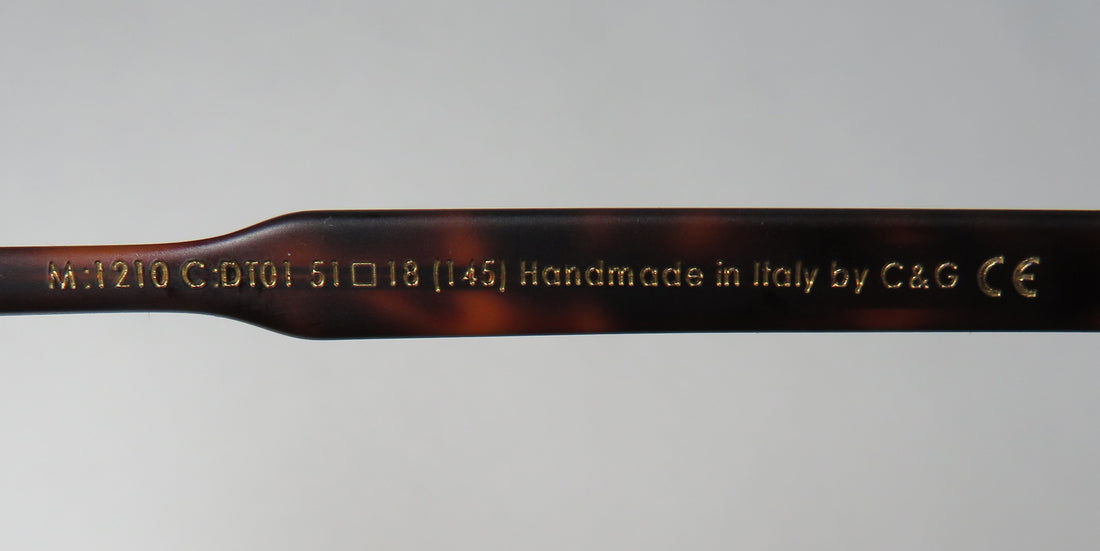 M:1210 C:DT01 51□18 (145) Handmade in Italy by C&G CE